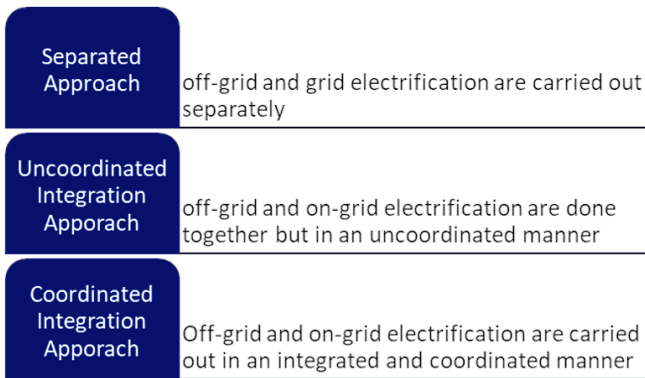 Separated
Approach
off-grid and grid electrification are carried out
separately
Uncoordinated
Integration
Apporach
off-grid and on-grid electrification are done
together but in an uncoordinated manner
Coordinated
Integration
Apporach
Off-grid and on-grid electrification are carried
out in an integrated and coordinated manner